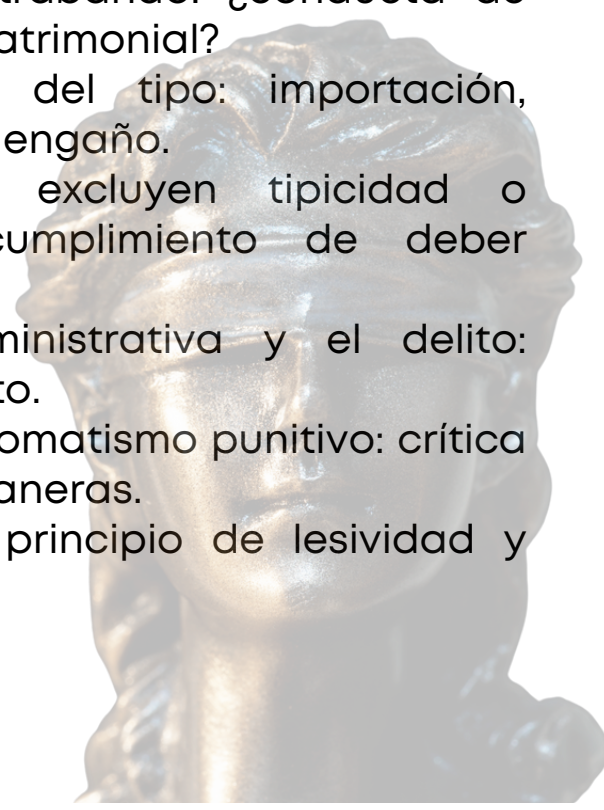 trabando: ¿conducta de
atrimonial?
del tipo: importación,
engaño.
excluyen tipicidad o
cumplimiento de deber
ministrativa y el delito:
to.
omatismo punitivo: crítica
aneras.
principio de lesividad y